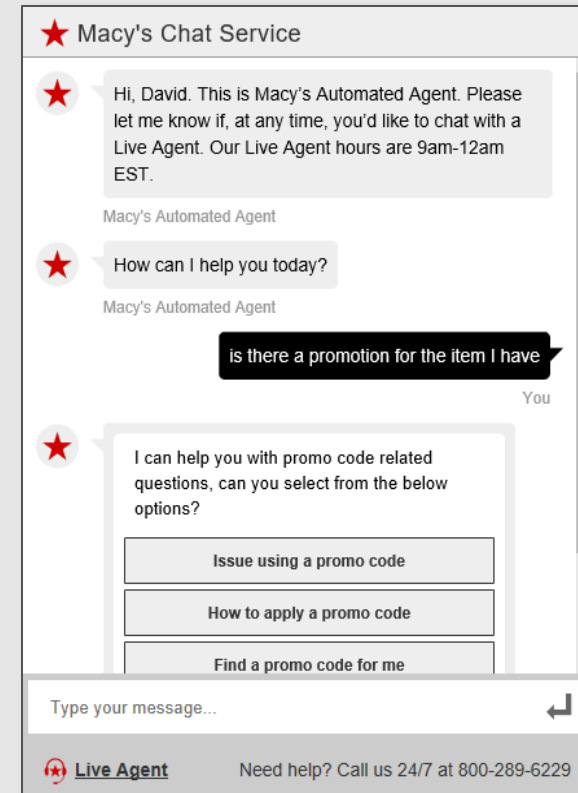 Macy's Chat Service
Hi, David. This is Macy’s Automated Agent. Please
let me know if, at any time, you’d like to chat with a
Live Agent. Our Live Agent hours are 9am-12am
EST.
Macy's Automated Agent
How can I help you today?
Macy's Automated Agent
is there a promotion for the item I have
You
I can help you with promo code related
questions, can you select from the below
options?
Issue using a promo code
How to apply a promo code
Find a promo code for me
Type your message...
Live Agent
Need help? Call us 24/7 at 800-289-6229